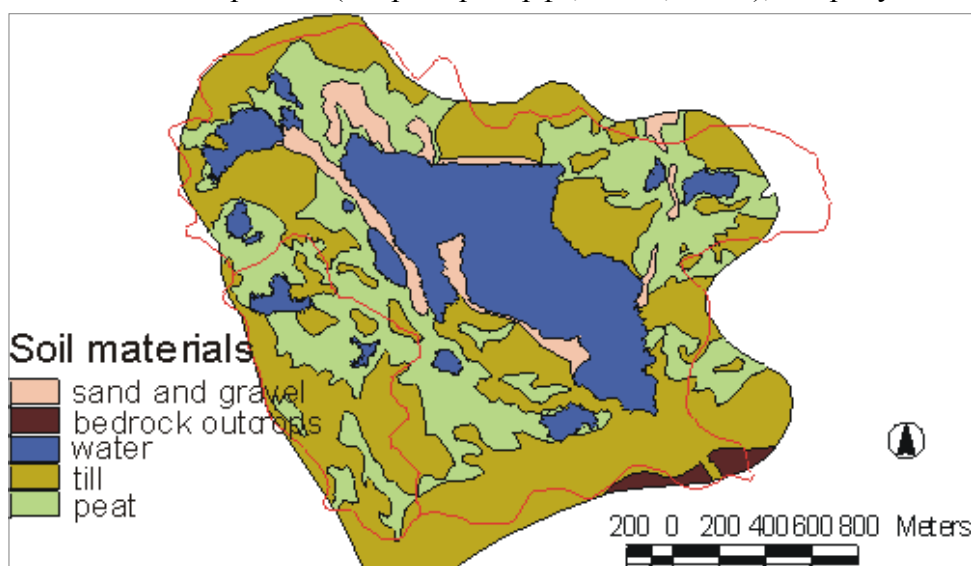 Soil materials
sand and gravel
bedrock outcrops
water
till
peat
200 0 200 400 600 800 Meters